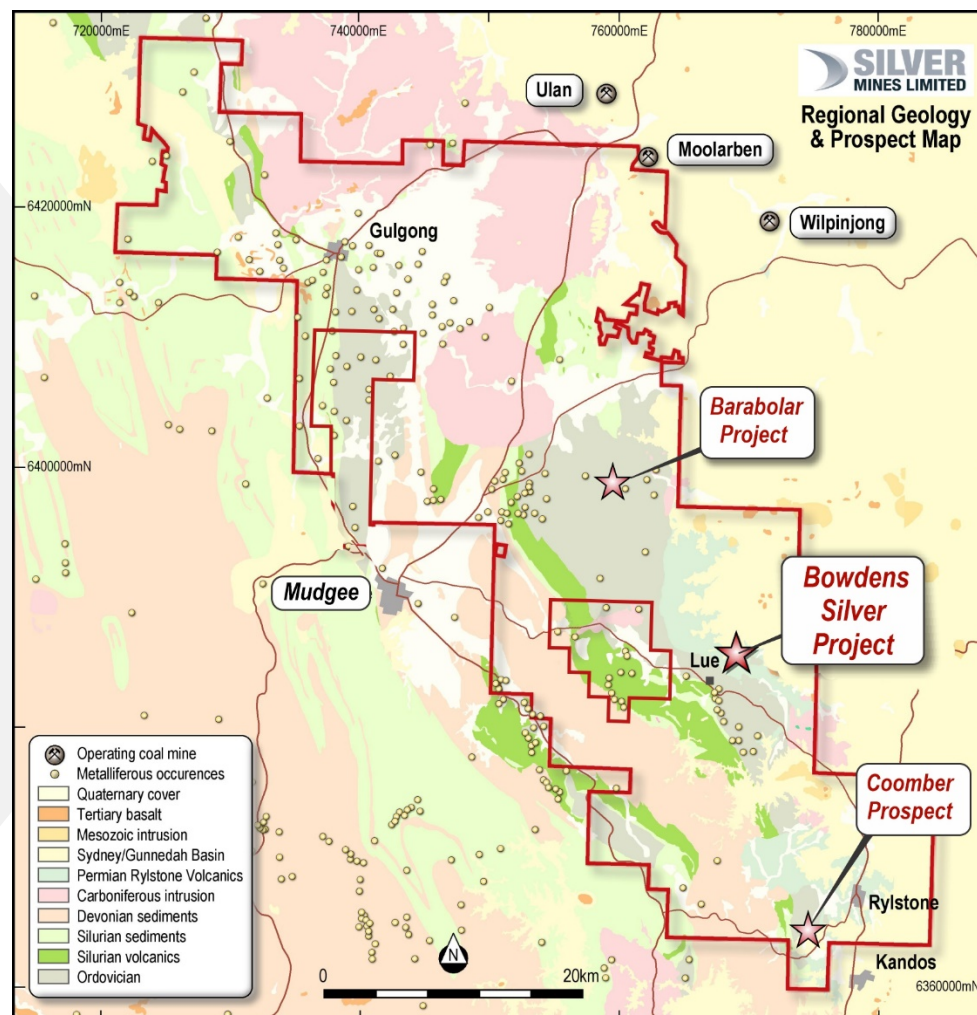 720000mE
740000mE
760000mE
780000mE
SILVER
MINES LIMITED
Regional Geology
& Prospect Map
Ulan
Moolarben
Wilpinjong
6420000mN
Gulgong
Barabolar
Project
6400000mN
Mudgee
Bowdens
Silver
Project
Lue
Coomber
Prospect
Rylstone
Kandos
6360000mN
Operating coal mine
Metalliferous occurences
Quaternary cover
Tertiary basalt
Mesozoic intrusion
Sydney/Gunnedah Basin
Permian Rylstone Volcanics
Carboniferous intrusion
Devonian sediments
Silurian sediments
Silurian volcanics
Ordovician
N
0
20km